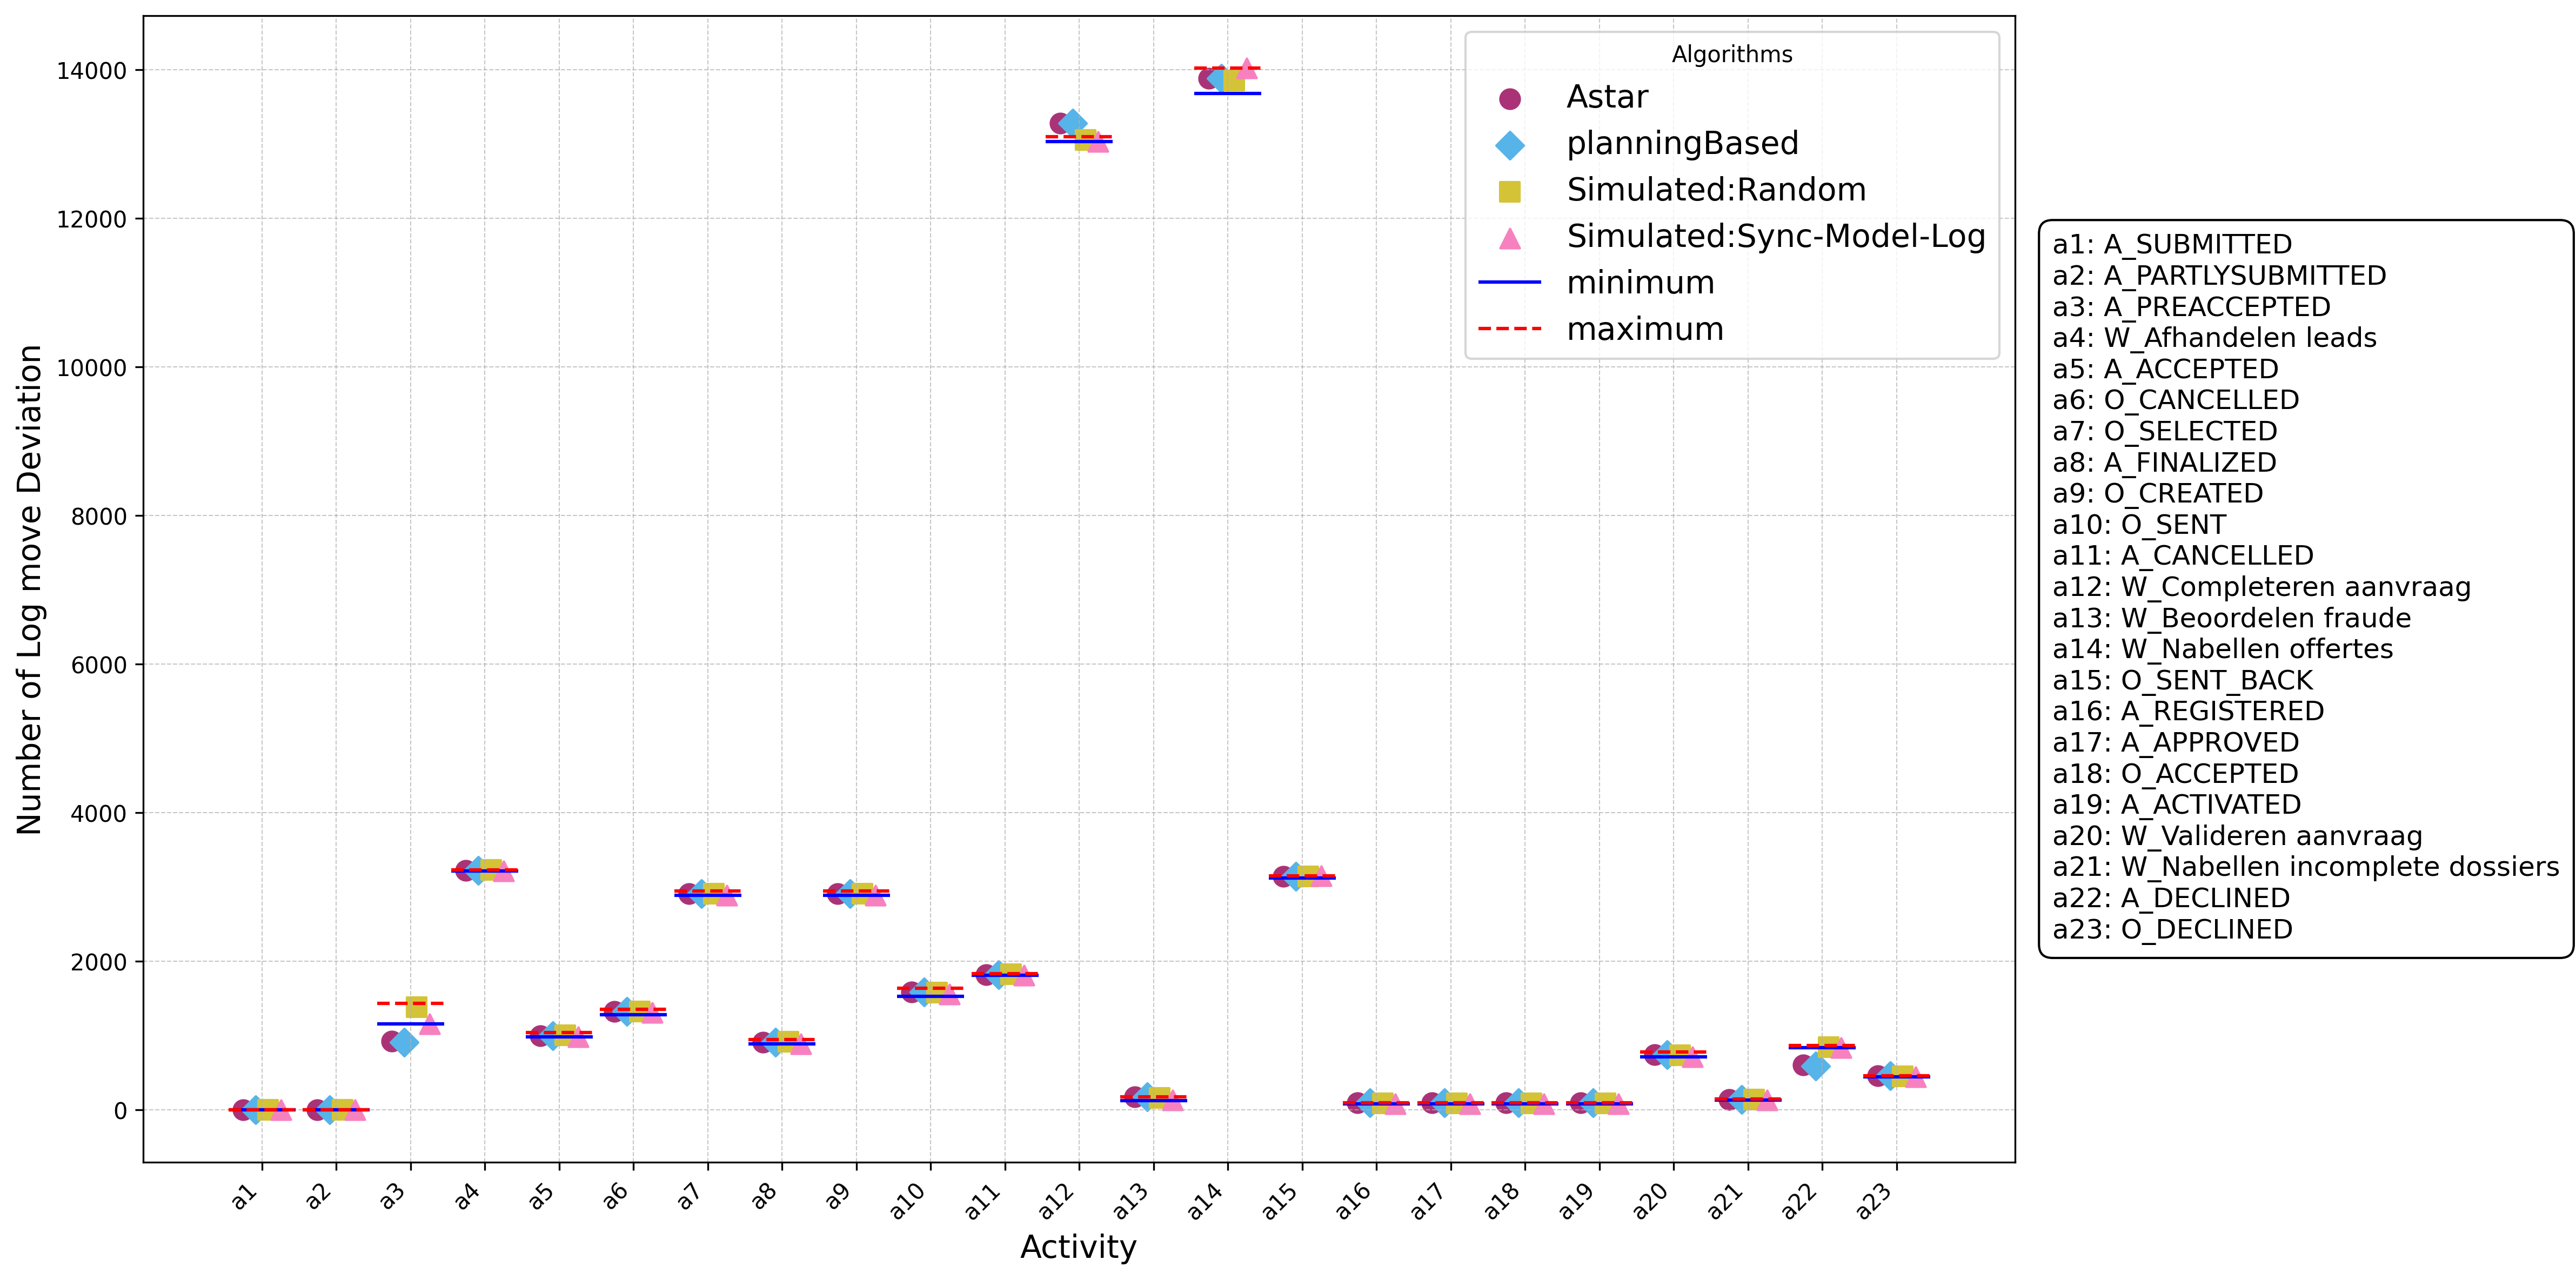 Number of Log move Deviation
14000
12000
10000
8000
6000
4000
2000
0
Algorithms
Astar
planningBased
Simulated:Random
Simulated:Sync-Model-Log
minimum
maximum
a1
a2
a3
a4
a5
a6
a7
a8
a9
a10
a11
a12
a13
a14
a15
a16
a17
a18
a19
a20
a21
a22
a23
Activity
a1: A_SUBMITTED
a2: A_PARTLYSUBMITTED
a3: A_PREACCEPTED
a4: W_Afhandelen leads
a5: A_ACCEPTED
a6: O_CANCELLED
a7: O_SELECTED
a8: A_FINALIZED
a9: O_CREATED
a10: O_SENT
a11: A_CANCELLED
a12: W_Completeren aanvraag
a13: W_Beoordelen fraude
a14: W_Nabellen offertes
a15: O_SENT_BACK
a16: A_REGISTERED
a17: A_APPROVED
a18: O_ACCEPTED
a19: A_ACTIVATED
a20: W_Valideren aanvraag
a21: W_Nabellen incomplete dossiers
a22: A_DECLINED
a23: O_DECLINED